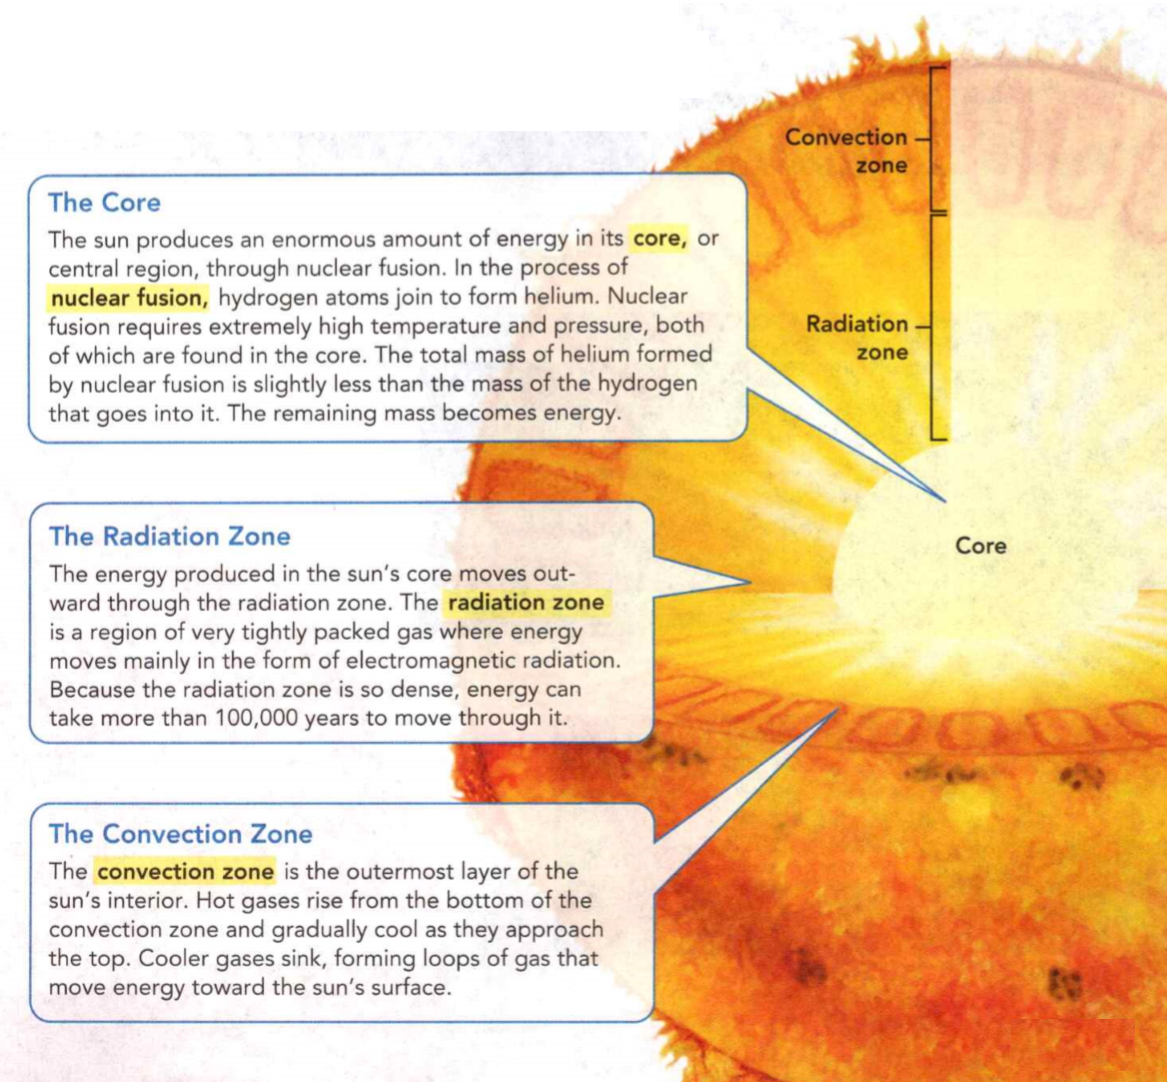 Convection
zone
The Core
The sun produces an enormous amount of energy in its core, or
central region, through nuclear fusion. In the process of
nuclear fusion, hydrogen atoms join to form helium. Nuclear
fusion requires extremely high temperature and pressure, both
of which are found in the core. The total mass of helium formed
by nuclear fusion is slightly less than the mass of the hydrogen
that goes into it. The remaining mass becomes energy.
Radiation
zone
Core
The Radiation Zone
The energy produced in the sun's core moves out-
ward through the radiation zone. The radiation zone
is a region of very tightly packed gas where energy
moves mainly in the form of electromagnetic radiation.
Because the radiation zone is so dense, energy can
take more than 100,000 years to move through it.
The Convection Zone
The convection zone is the outermost layer of the
sun's interior. Hot gases rise from the bottom of the
convection zone and gradually cool as they approach
the top. Cooler gases sink, forming loops of gas that
move energy toward the sun's surface.